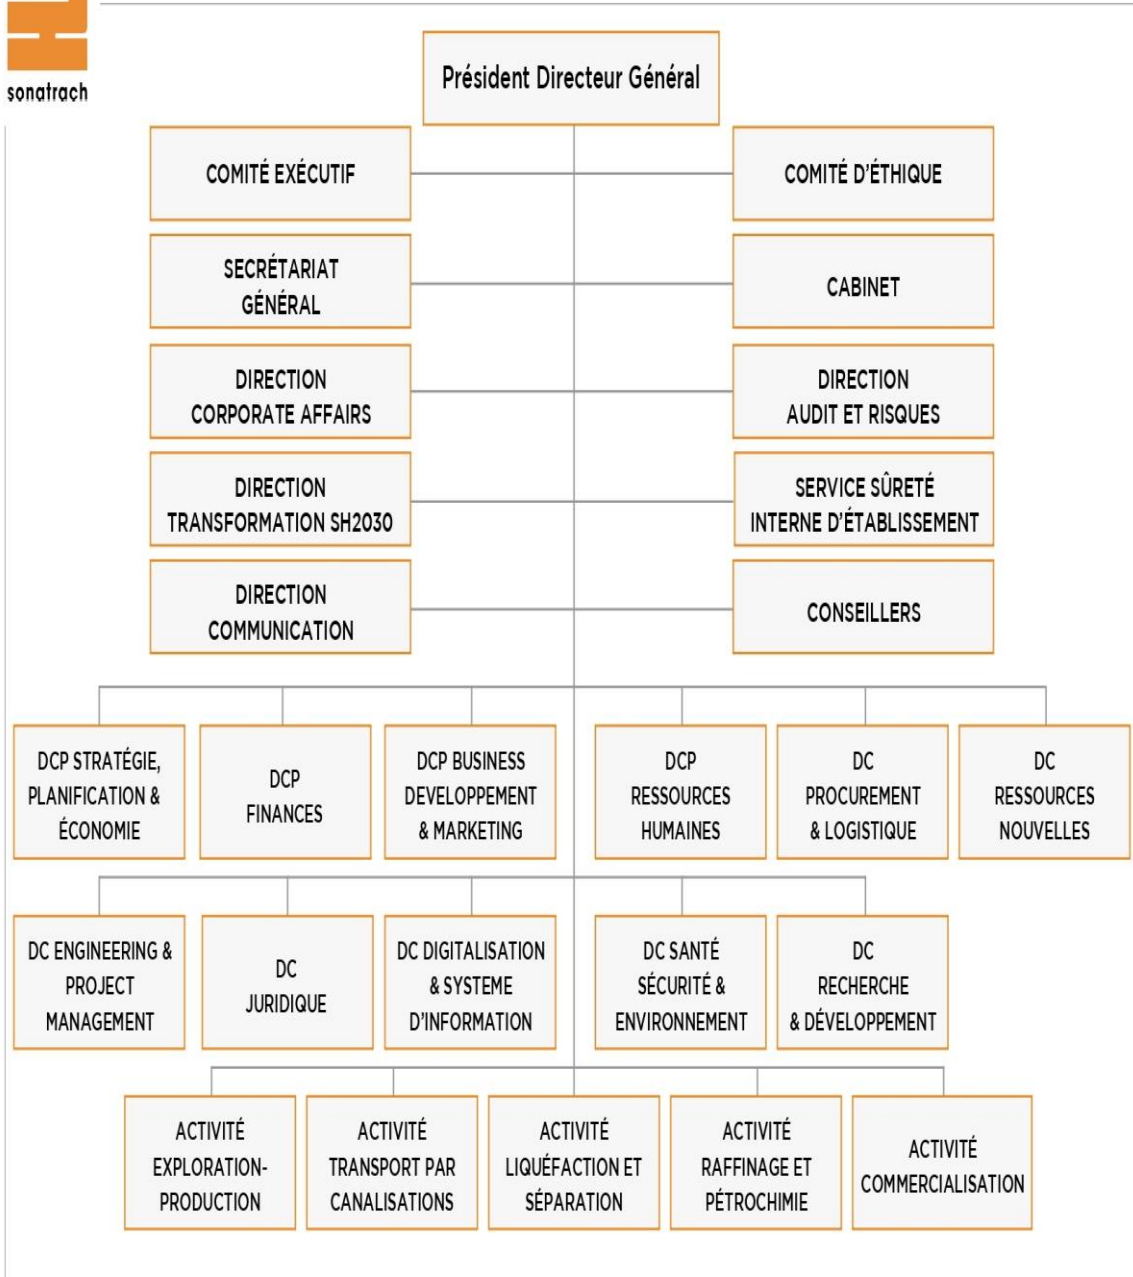 sonatrach
Président Directeur Général
COMITÉ EXÉCUTIF
COMITÉ D'ÉTHIQUE
SECRÉTARIAT
GÉNÉRAL
CABINET
DIRECTION
CORPORATE AFFAIRS
DIRECTION
AUDIT ET RISQUES
DIRECTION
TRANSFORMATION SH2030
SERVICE SÛRETÉ
INTERNE D'ÉTABLISSEMENT
DIRECTION
COMMUNICATION
CONSEILLERS
DCP STRATÉGIE,
PLANIFICATION &
ÉCONOMIE
DCP
FINANCES
DCP BUSINESS
DEVELOPPEMENT
& MARKETING
DCP
RESSOURCES
HUMAINES
DC
PROCUREMENT
& LOGISTIQUE
DC
RESSOURCES
NOUVELLES
DC ENGINEERING &
PROJECT
MANAGEMENT
DC
JURIDIQUE
DC DIGITALISATION
& SYSTEME
D'INFORMATION
DC SANTÉ
SÉCURITÉ &
ENVIRONNEMENT
DC
RECHERCHE
& DÉVELOPPEMENT
ACTIVITÉ
EXPLORATION-
PRODUCTION
ACTIVITÉ
TRANSPORT PAR
CANALISATIONS
ACTIVITÉ
LIQUÉFACTION ET
SÉPARATION
ACTIVITÉ
RAFFINAGE ET
PÉTROCHIMIE
ACTIVITÉ
COMMERCIALISATION